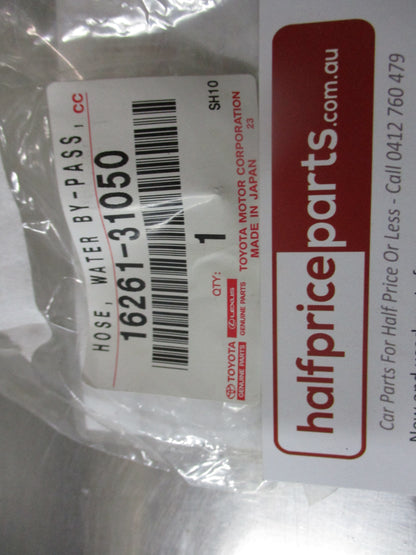 HOSE, WATER BY-PASS, CC
16261-31050
SH10
QTY: 1
TOYOTA MOTOR CORPORATION
23
MADE IN JAPAN
TOYOTA
GENUINE PARTS
LEXUS
GENUINE PARTS
halfpriceparts.com.au
Car Parts For Half Price Or Less - Call 0412 760 479